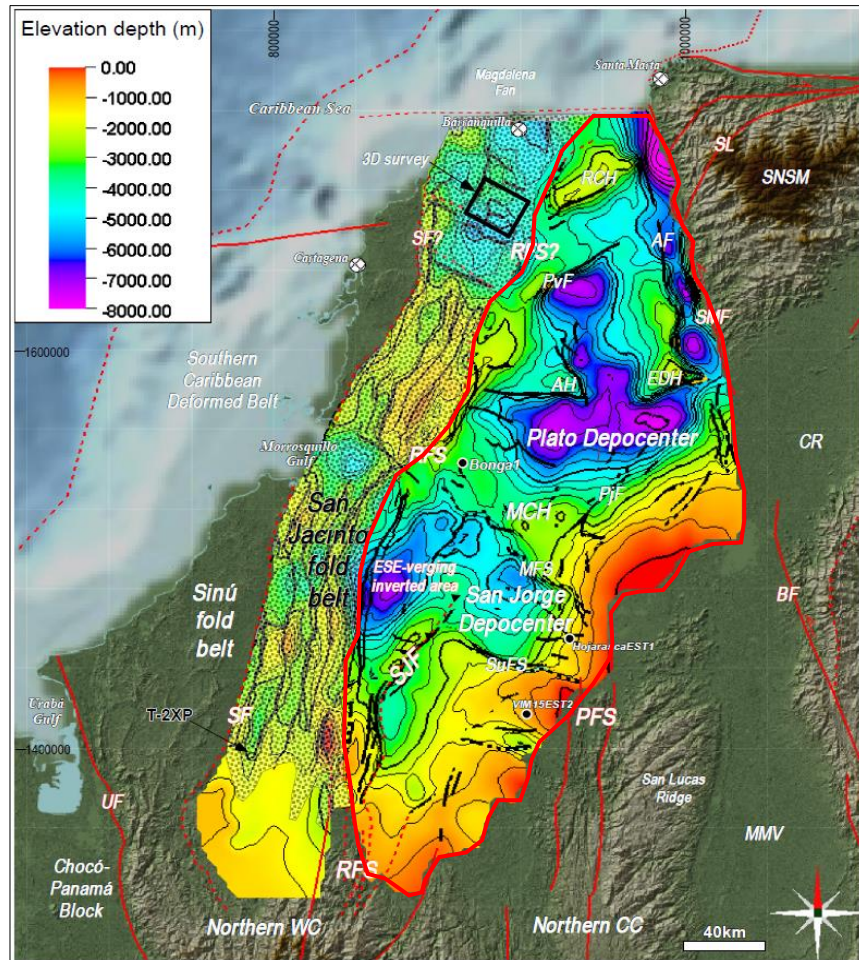 Elevation depth (m)
0.00
-1000.00
-2000.00
-3000.00
-4000.00
-5000.00
-6000.00
-7000.00
-8000.00
800000
1000000
Santa Marta
Magdalena
Fan
Caribbean Sea
Barranquilla
3D survey
SL
SNSM
RCH
SF?
RFS?
AF
Cartagena
PvF
SMF
1600000
Southern
Caribbean
Deformed Belt
AH
EDH
Plato Depocenter
CR
Morrosquillo
Gulf
RFS
Bonga1
PjF
San
Jacinto
fold
belt
MCH
ESE-verging
inverted area
MFS
San Jorge
Depocenter
Sinú
fold
belt
BF
HojarancaEST1
SJF
SuFS
Urabá
Gulf
SF
VIM15EST2
PFS
T-2XP
1400000
San Lucas
Ridge
UF
MMV
Chocó-
Panamá
Block
RFS
Northern WC
Northern CC
40km